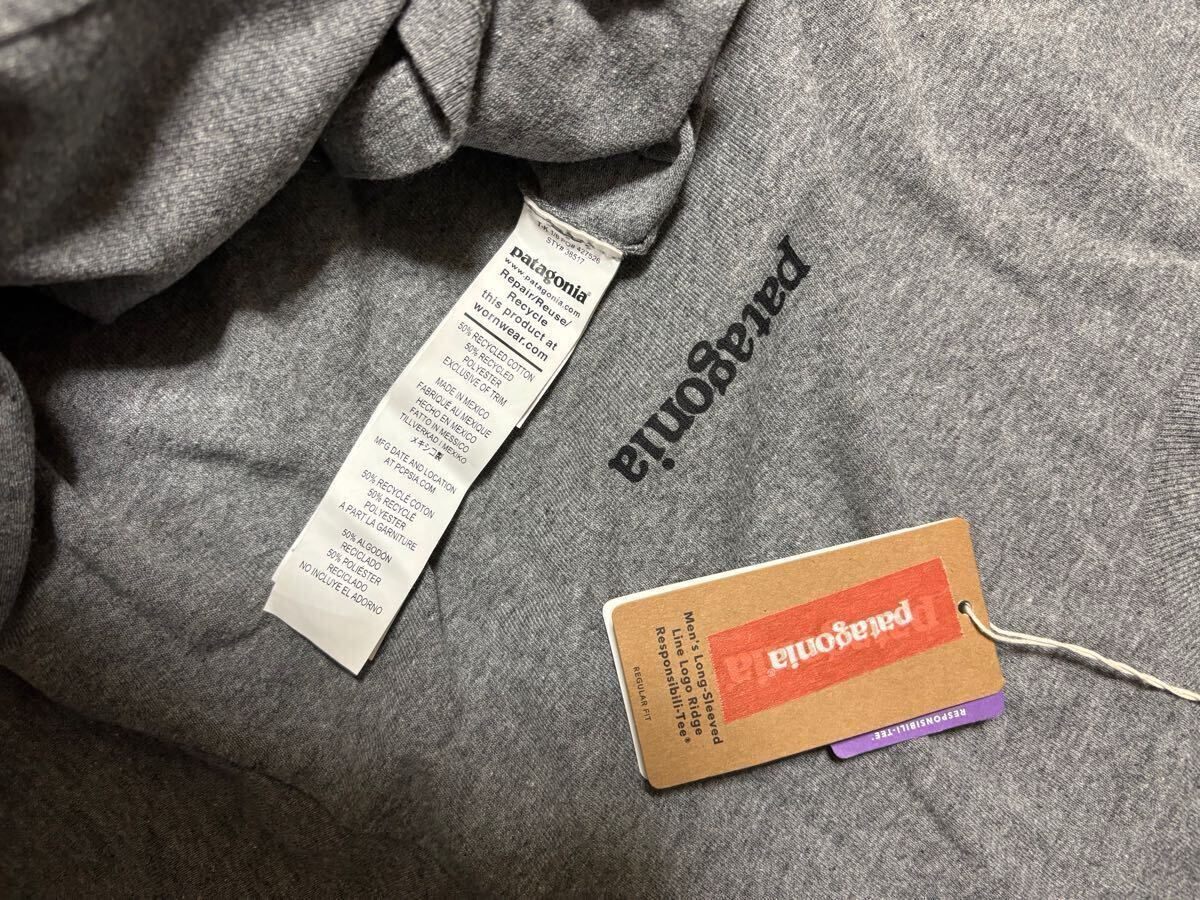 STY# 38517
patagonia®
www.patagonia.com
Repair/Reuse/
Recycle
this product at
wornwear.com
50% RECYCLED COTTON
50% RECYCLED
POLYESTER
EXCLUSIVE OF TRIM
MADE IN MEXICO
FABRIQUÉ AU MEXIQUE
HECHO EN MEXICO
FATTO IN MESSICO
TILLVERKAD I MEXIKO
メキシコ製
MFG DATE AND LOCATION
AT PCPSIA.COM
50% RECYCLÉ COTON
50% RECYCLÉ
POLYESTER
A PART LA GARNITURE
50% ALGODÓN
RECICLADO
50% POLIÉSTER
RECICLADO
NO INCLUYE EL ADORNO
patagonia
patagonia®
Men's Long-Sleeved
Line Logo Ridge
Responsibili-Tee®
REGULAR FIT
RESPONSIBILI-TEE®